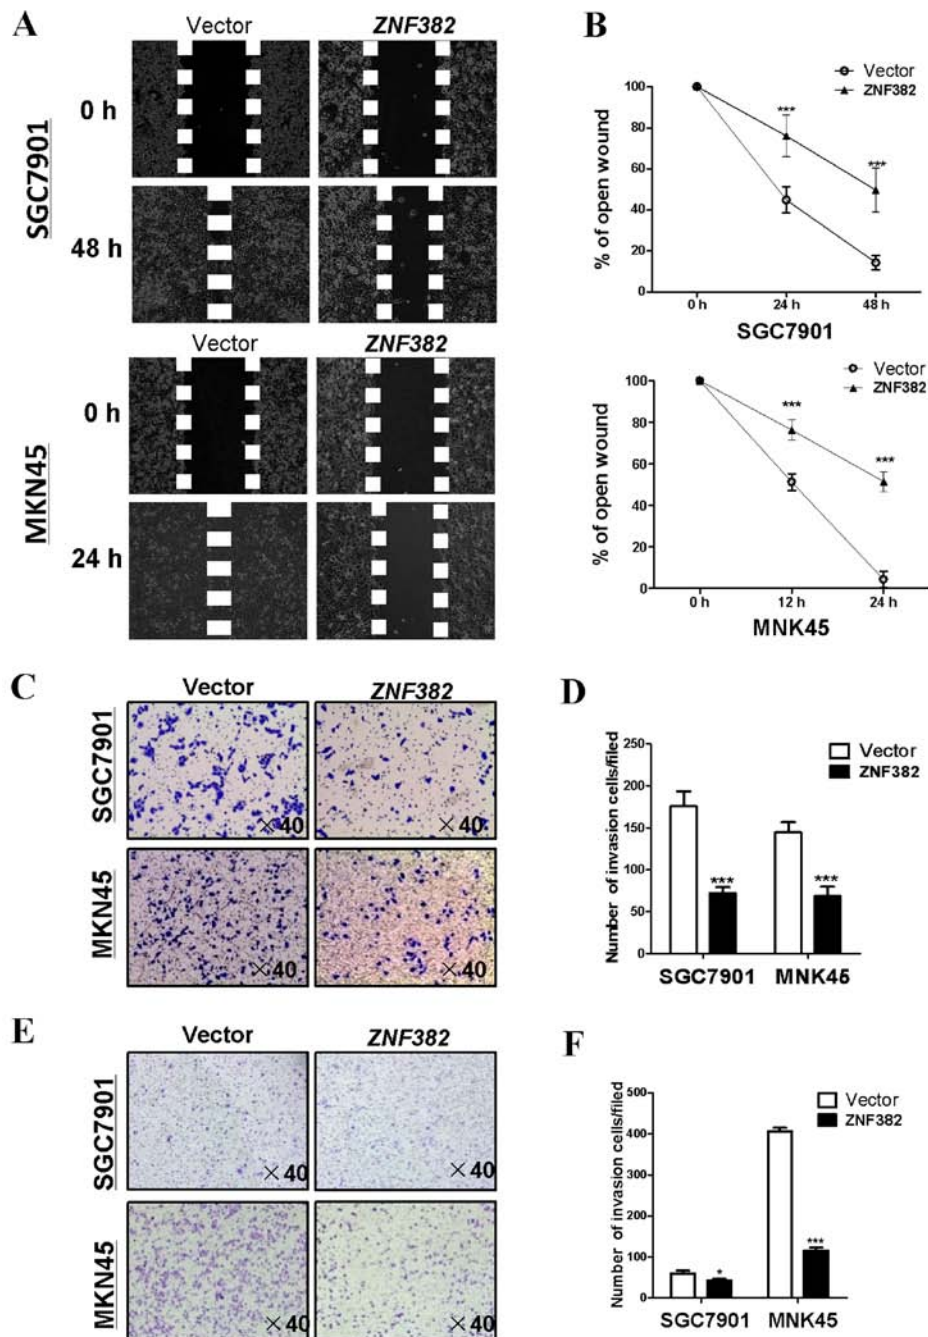 A
Vector
ZNF382
SGC7901
0 h
48 h
Vector
ZNF382
MKN45
0 h
24 h
B
Vector
ZNF382
% of open wound
100
80
60
40
20
0
***
***
0 h
24 h
48 h
SGC7901
Vector
ZNF382
% of open wound
100
80
60
40
20
0
***
***
0 h
12 h
24 h
MNK45
C
Vector
ZNF382
SGC7901
×40
×40
MKN45
×40
×40
D
Vector
ZNF382
Number of invasion cells/filed
250
200
150
100
50
0
***
***
SGC7901
MNK45
E
Vector
ZNF382
SGC7901
×40
×40
MKN45
×40
×40
F
Vector
ZNF382
Number of invasion cells/filed
500
400
300
200
100
0
*
***
SGC7901
MNK45